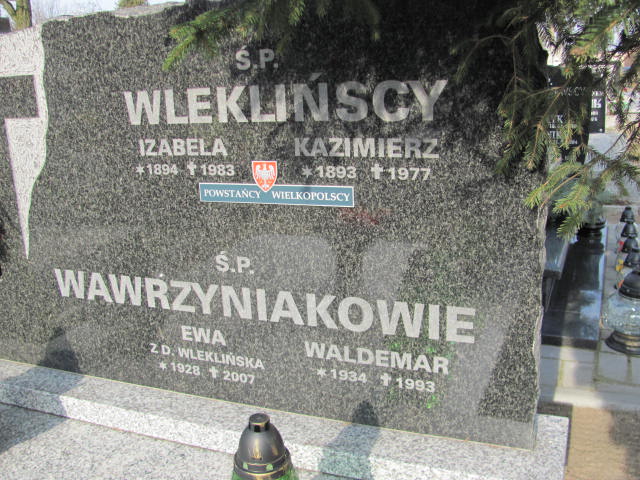 Ś.P.
WLEKLIŃSCY
IZABELA KAZIMIERZ
*1894 ✝1983 *1893 ✝1977
POWSTAŃCY WIELKOPOLSCY
Ś.P.
WAWRZYNIAKOWIE
EWA WALDEMAR
Z D. WLEKLIŃSKA
*1928 ✝2007 *1934 ✝1993